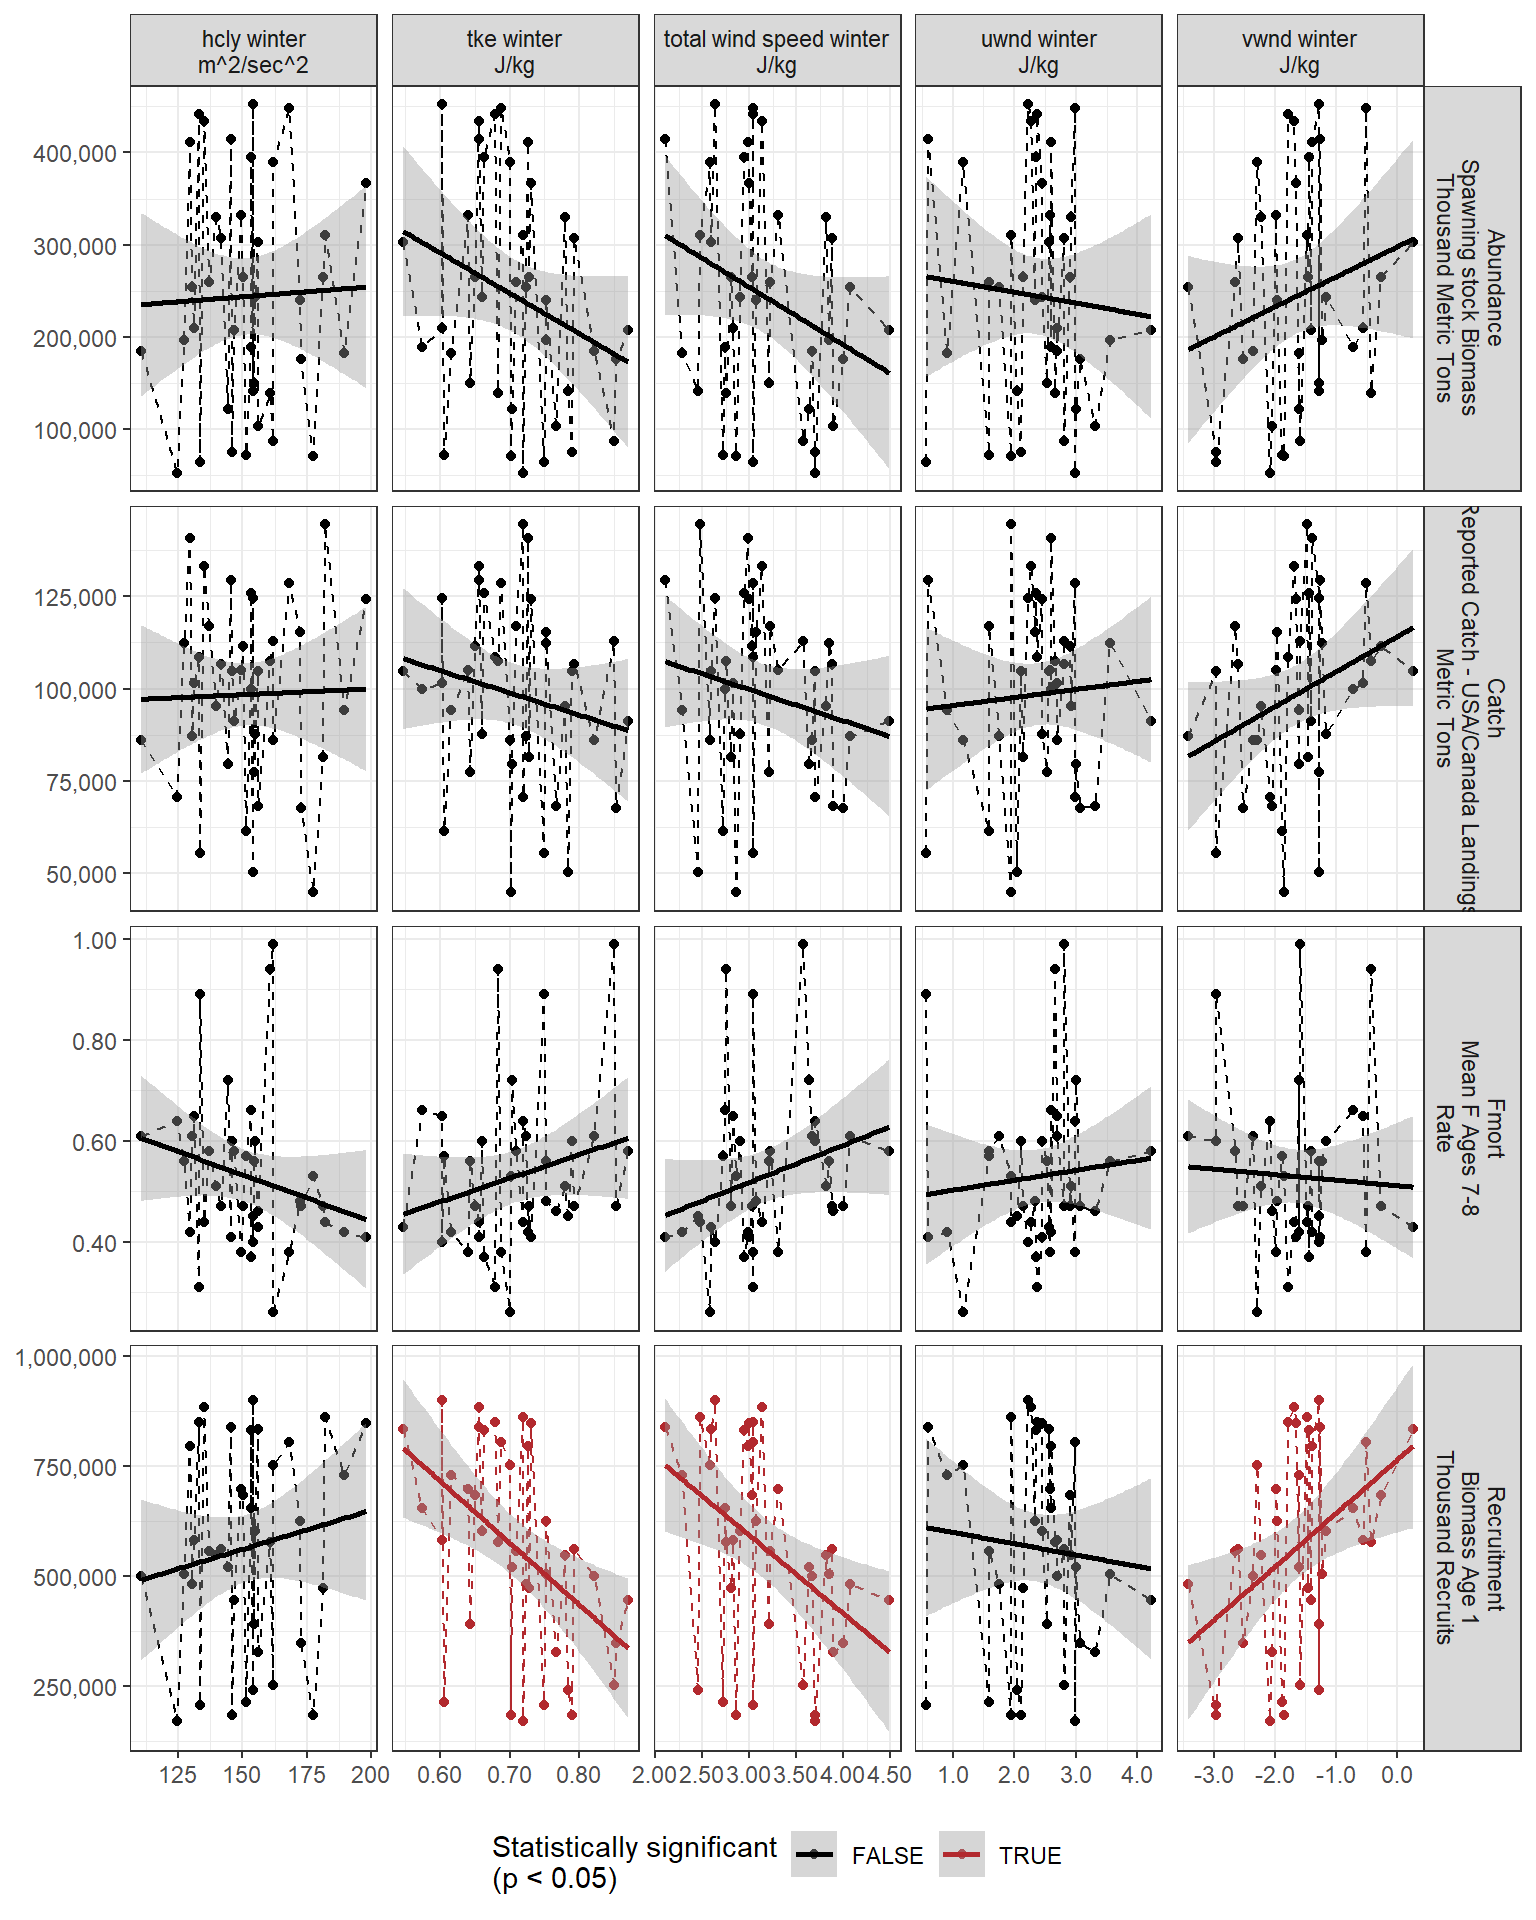 hcly winter
m^2/sec^2
tke winter
J/kg
total wind speed winter
J/kg
uwnd winter
J/kg
vwnd winter
J/kg
400,000
300,000
200,000
100,000
Abundance
Spawning stock Biomass
Thousand Metric Tons
125,000
100,000
75,000
50,000
Catch
Reported Catch - USA/Canada Landings
Metric Tons
1.00
0.80
0.60
0.40
Fmort
Mean F Ages 7-8
Rate
1,000,000
750,000
500,000
250,000
Recruitment
Biomass Age 1
Thousand Recruits
125 150 175 200
0.60 0.70 0.80
2.00 2.50 3.00 3.50 4.00 4.50
1.0 2.0 3.0 4.0
-3.0 -2.0 -1.0 0.0
Statistically significant
(p < 0.05)
FALSE
TRUE